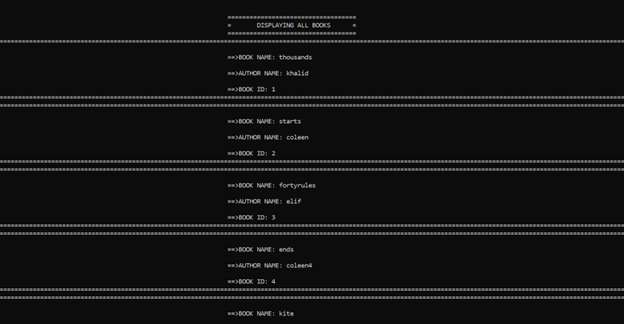 ===================================
= DISPLAYING ALL BOOKS =
===================================
==>BOOK NAME: thousands
==>AUTHOR NAME: khalid
==>BOOK ID: 1
==>BOOK NAME: starts
==>AUTHOR NAME: coleen
==>BOOK ID: 2
==>BOOK NAME: fortyrules
==>AUTHOR NAME: elif
==>BOOK ID: 3
==>BOOK NAME: ends
==>AUTHOR NAME: coleen4
==>BOOK ID: 4
==>BOOK NAME: kite